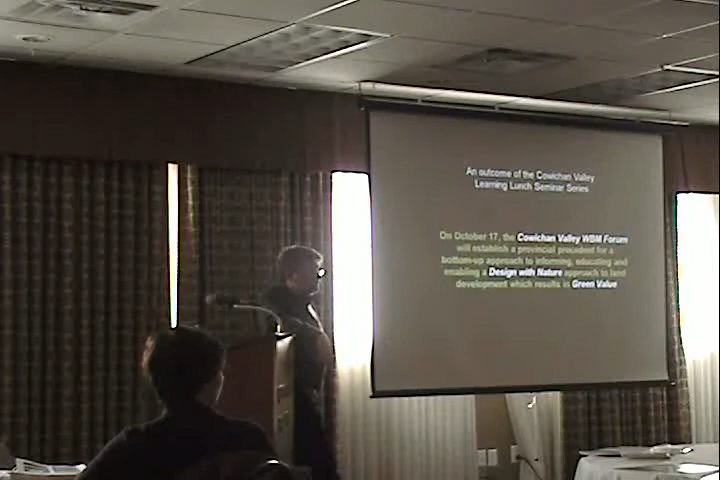 An outcome of the Cowichan Valley
Learning Lunch Seminar Series
On October 17, the Cowichan Valley WBM Forum
will establish a provincial precedent for a
bottom-up approach to informing, educating and
enabling a Design with Nature approach to land
development which results in Green Value